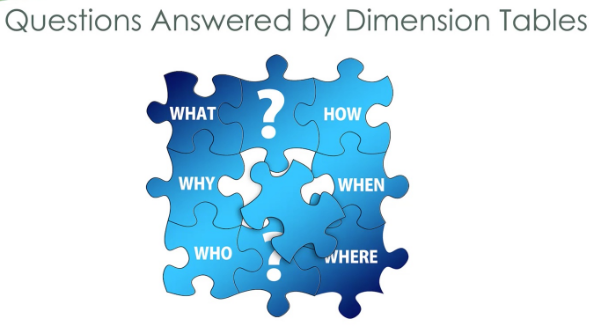 Questions Answered by Dimension Tables
WHAT ? HOW
WHY WHEN
WHO ? WHERE